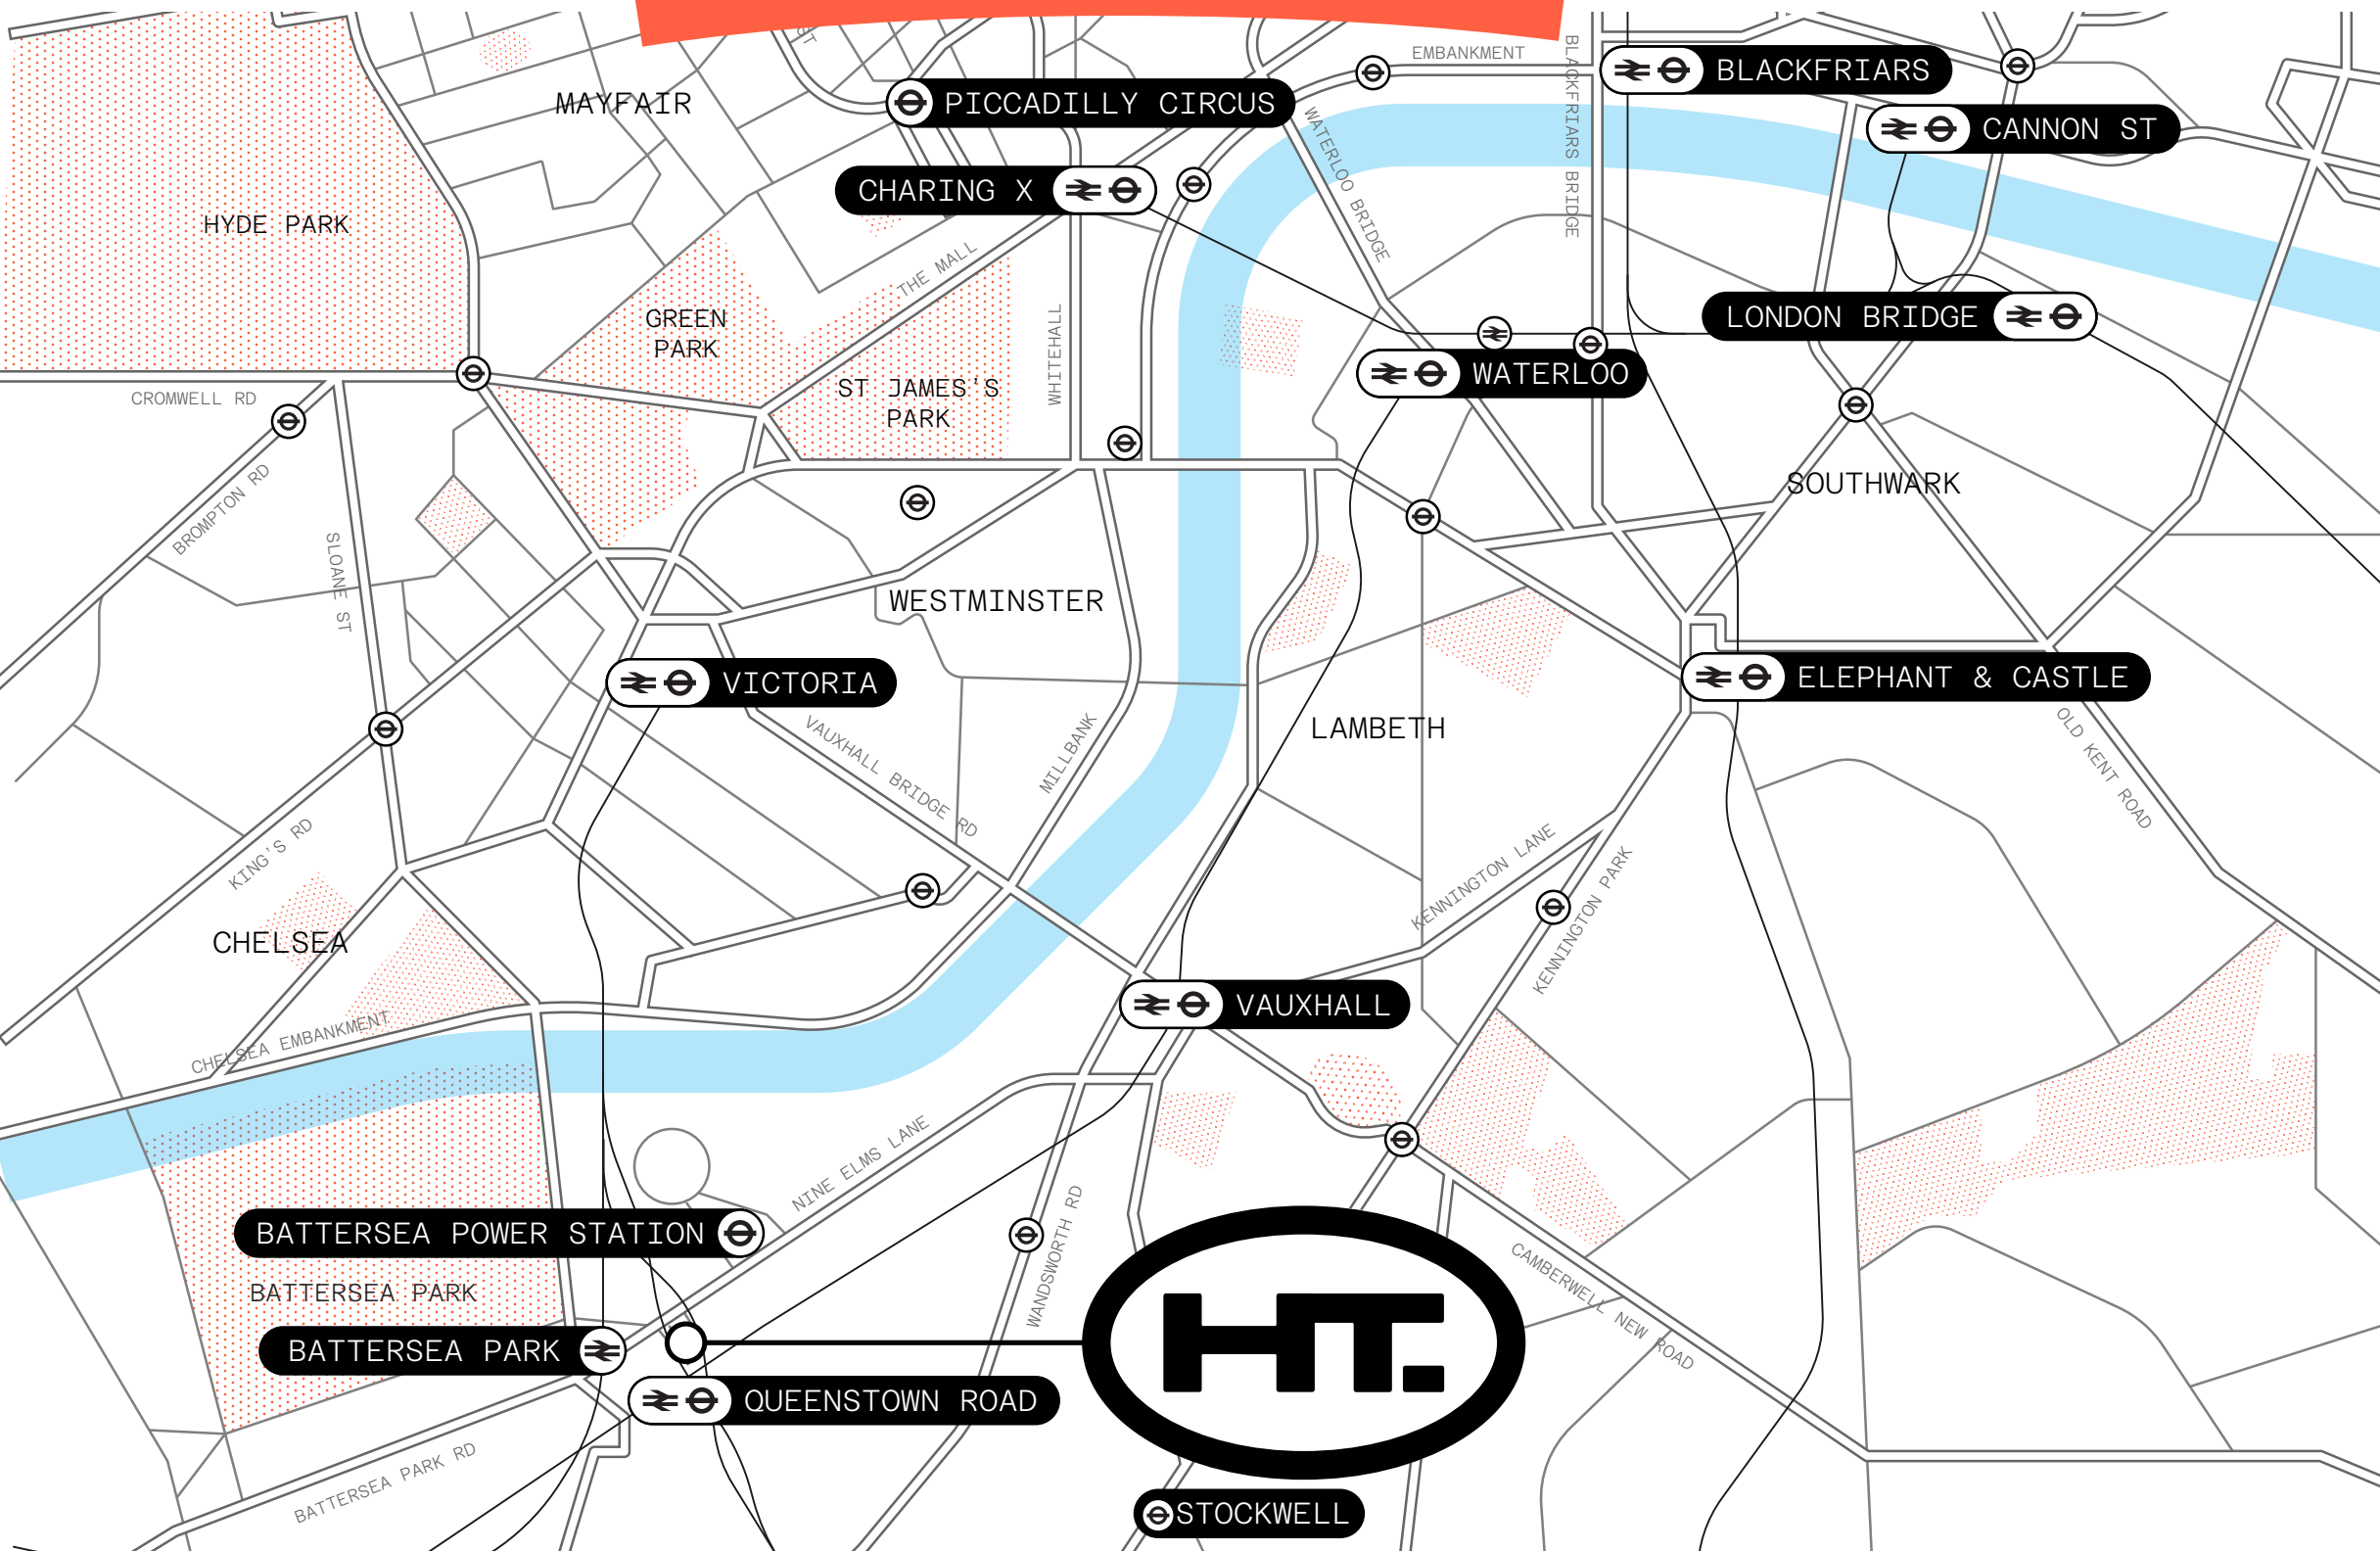 ST
EMBANKMENT
BLACKFRIARS BRIDGE
BLACKFRIARS
MAYFAIR
PICCADILLY CIRCUS
CANNON ST
WATERLOO BRIDGE
CHARING X
HYDE PARK
THE MALL
GREEN
PARK
WHITEHALL
LONDON BRIDGE
WATERLOO
ST JAMES'S
PARK
CROMWELL RD
BROMPTON RD
SLOANE ST
SOUTHWARK
WESTMINSTER
VICTORIA
ELEPHANT & CASTLE
LAMBETH
VAUXHALL BRIDGE RD
MILLBANK
OLD KENT ROAD
KING'S RD
KENNINGTON LANE
KENNINGTON PARK
CHELSEA
VAUXHALL
CHELSEA EMBANKMENT
NINE ELMS LANE
WANDSWORTH RD
BATTERSEA POWER STATION
CAMBERWELL NEW ROAD
BATTERSEA PARK
BATTERSEA PARK
HT.
QUEENSTOWN ROAD
BATTERSEA PARK RD
STOCKWELL